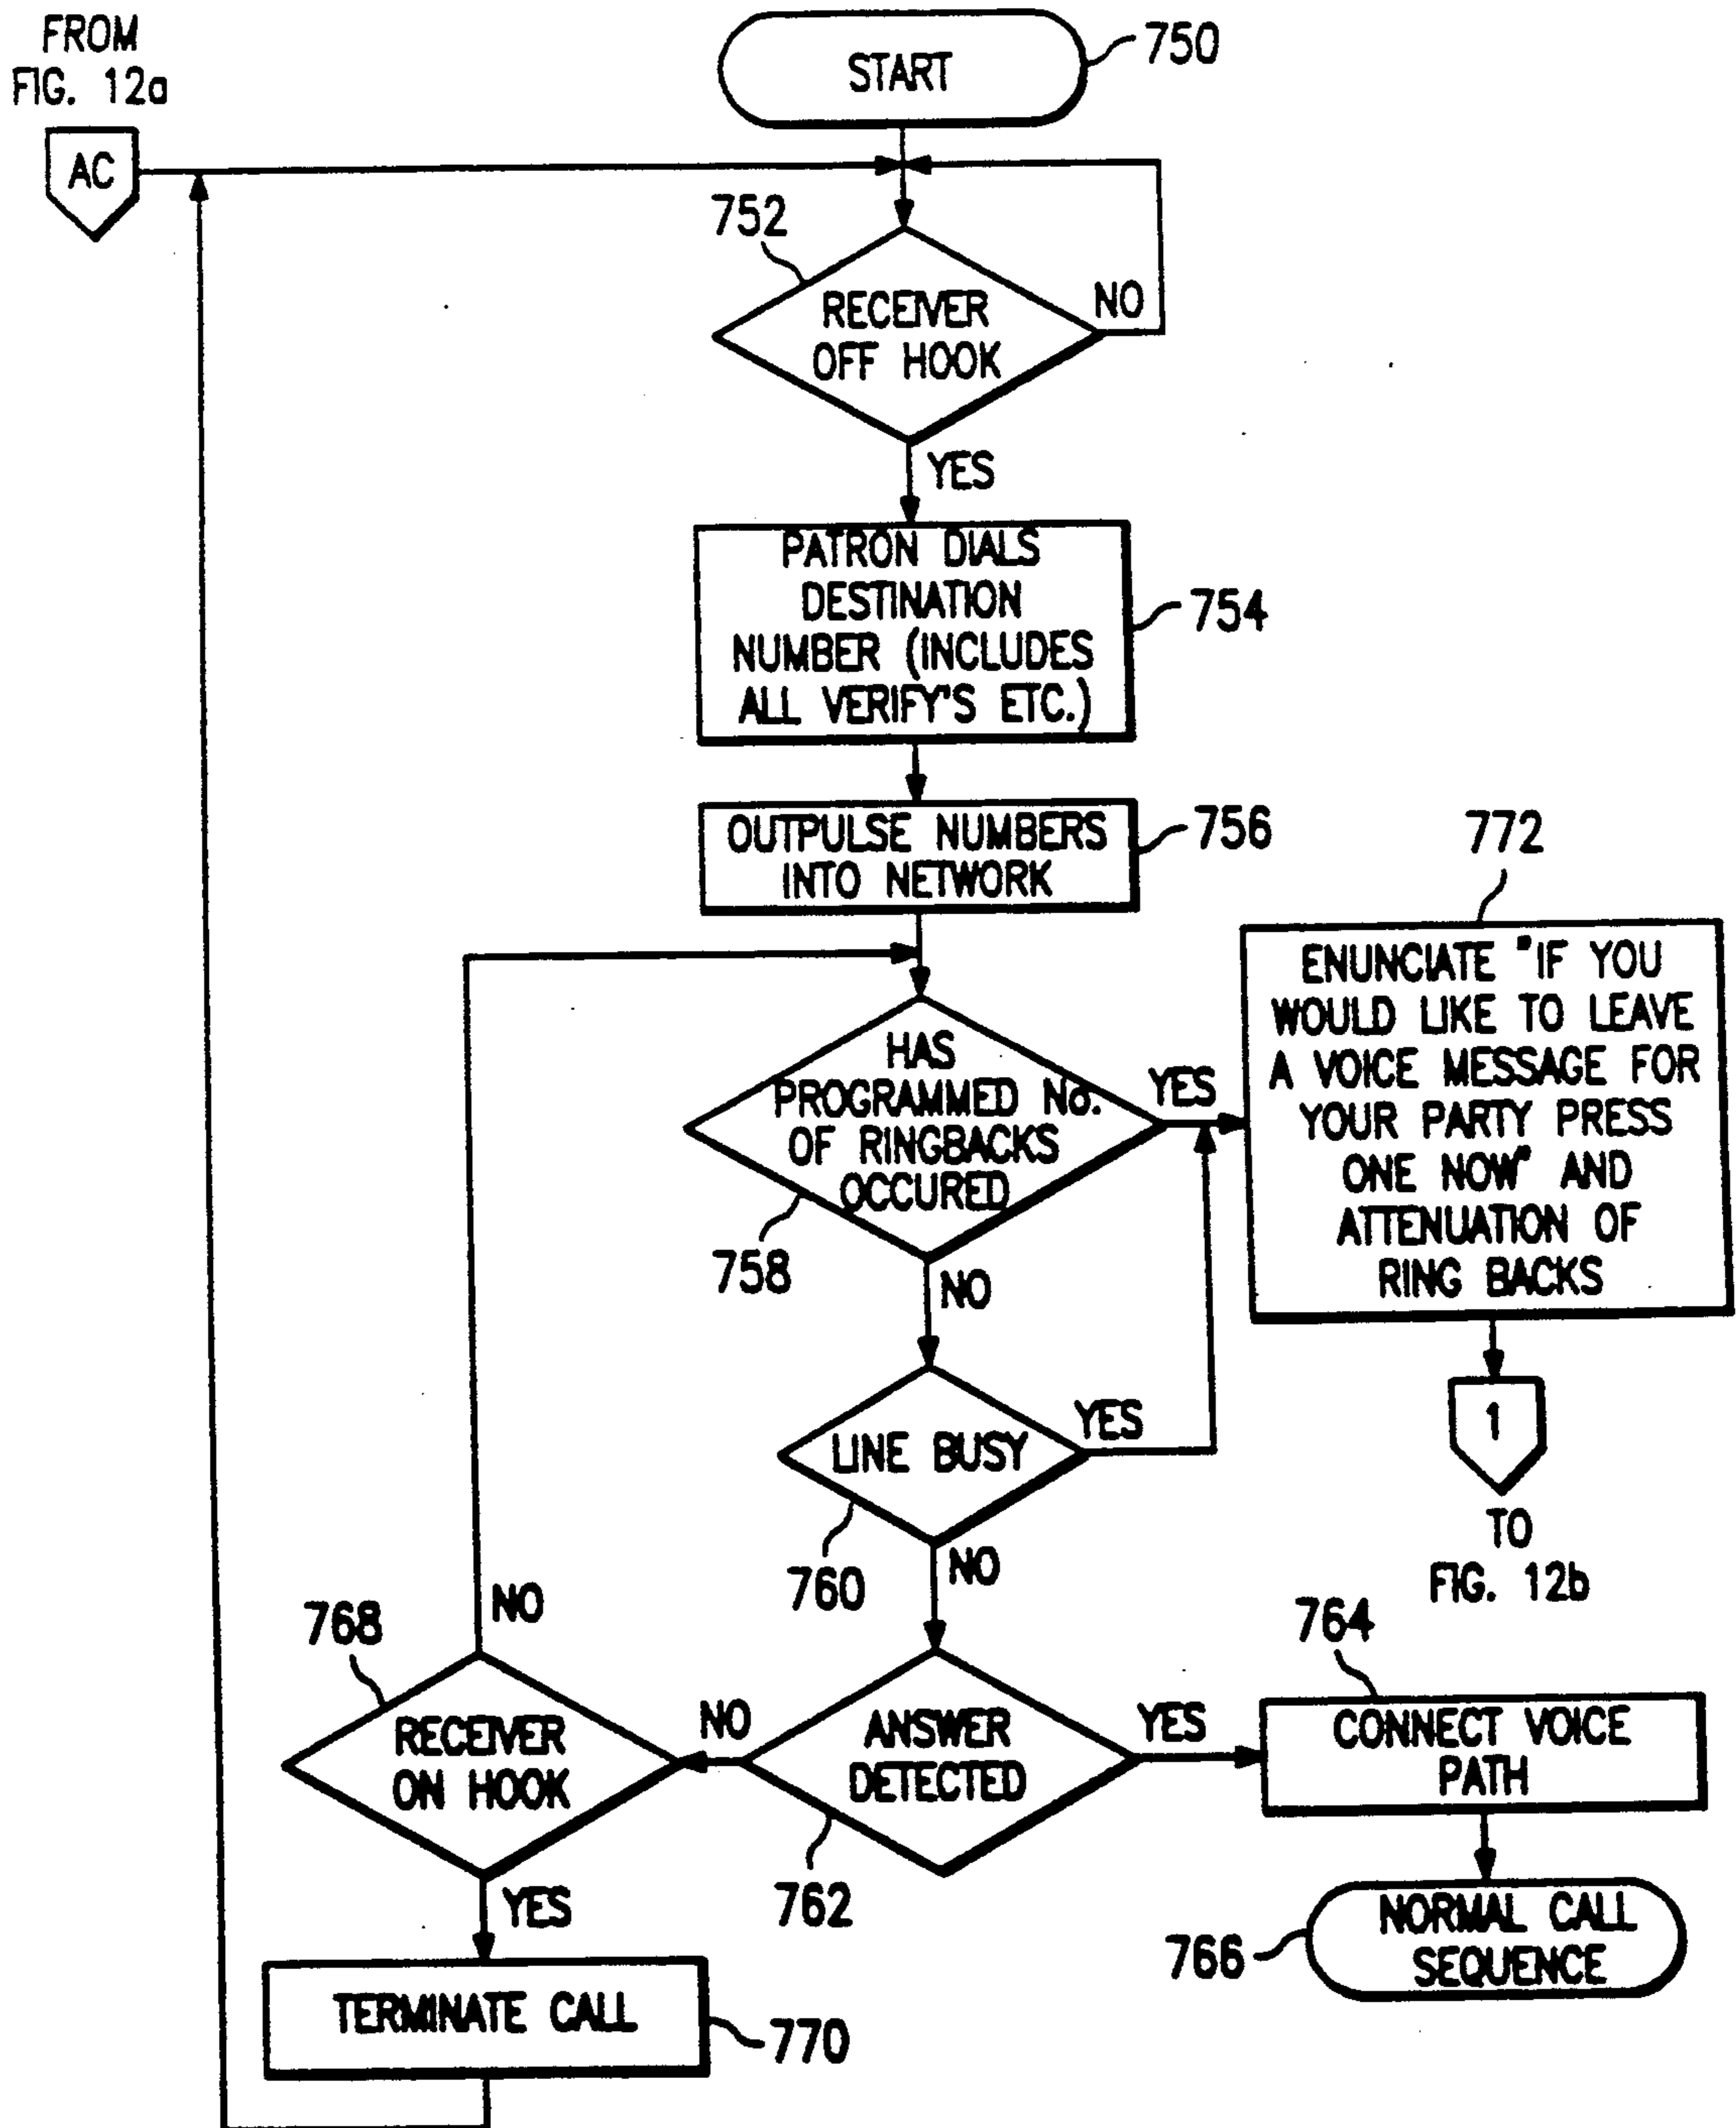 FROM
FIG. 12a
AC
START
750
752
RECEIVER
OFF HOOK
NO
YES
PATRON DIALS
DESTINATION
NUMBER (INCLUDES
ALL VERIFY'S ETC.)
754
OUTPULSE NUMBERS
INTO NETWORK
756
HAS
PROGRAMMED No.
OF RINGBACKS
OCCURED
758
YES
NO
772
ENUNCIATE "IF YOU
WOULD LIKE TO LEAVE
A VOICE MESSAGE FOR
YOUR PARTY PRESS
ONE NOW" AND
ATTENUATION OF
RING BACKS
1
TO
FIG. 12b
LINE BUSY
YES
760
NO
ANSWER
DETECTED
762
YES
NO
764
CONNECT VOICE
PATH
NORMAL CALL
SEQUENCE
766
768
RECEIVER
ON HOOK
NO
YES
TERMINATE CALL
770